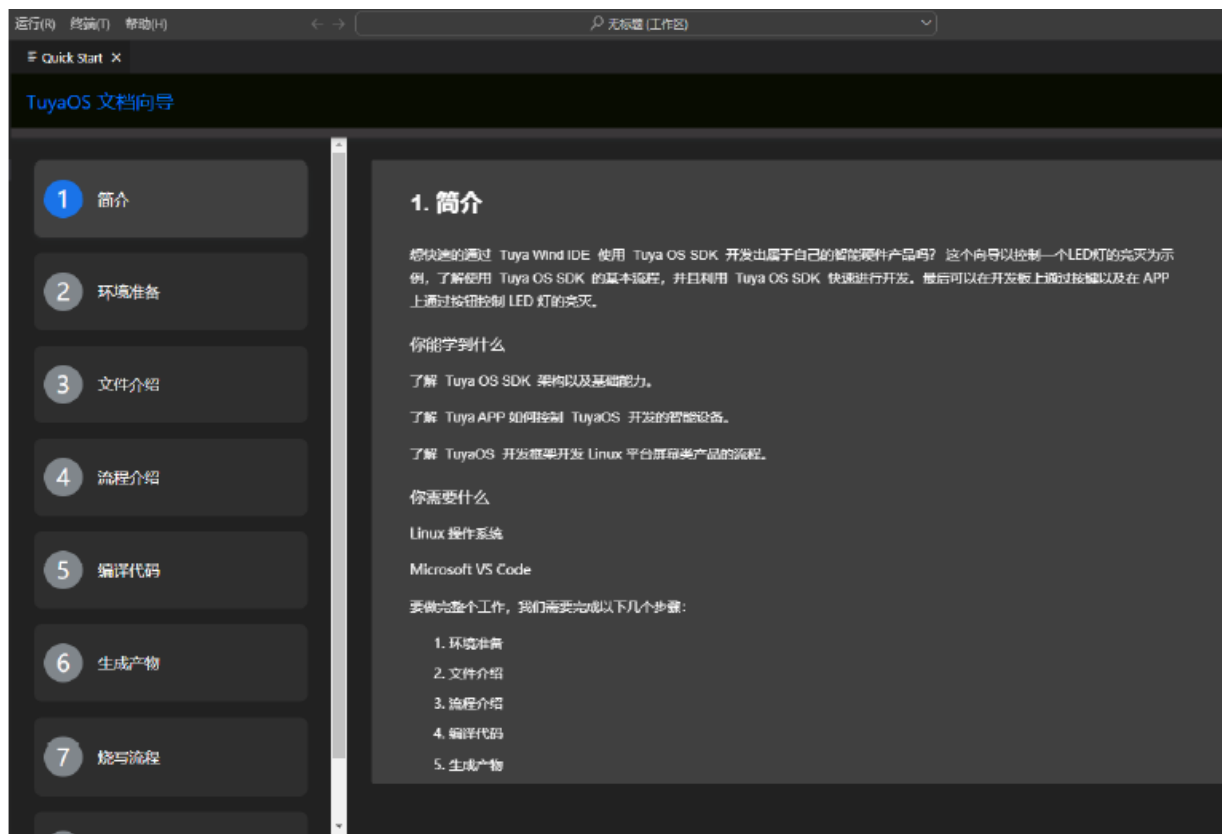 运行(R) 终端(T) 帮助(H)
无标题 (工作区)
Quick Start
TuyaOS 文档向导
1 简介
2 环境准备
3 文件介绍
4 流程介绍
5 编译代码
6 生成产物
7 烧写流程
1. 简介
想快速的通过 Tuya Wind IDE 使用 Tuya OS SDK 开发出属于自己的智能硬件产品吗？这个向导以控制一个LED灯的亮灭为示
例，了解使用 Tuya OS SDK 的基本流程，并且利用 Tuya OS SDK 快速进行开发。最后可以在开发板上通过按键以及在 APP
上通过按钮控制 LED 灯的亮灭。
你能学到什么
了解 Tuya OS SDK 架构以及基础能力。
了解 Tuya APP 如何控制 TuyaOS 开发的智能设备。
了解 TuyaOS 开发框架开发 Linux 平台屏幕类产品的流程。
你需要什么
Linux 操作系统
Microsoft VS Code
要做完整个工作，我们需要完成以下几个步骤：
1. 环境准备
2. 文件介绍
3. 流程介绍
4. 编译代码
5. 生成产物